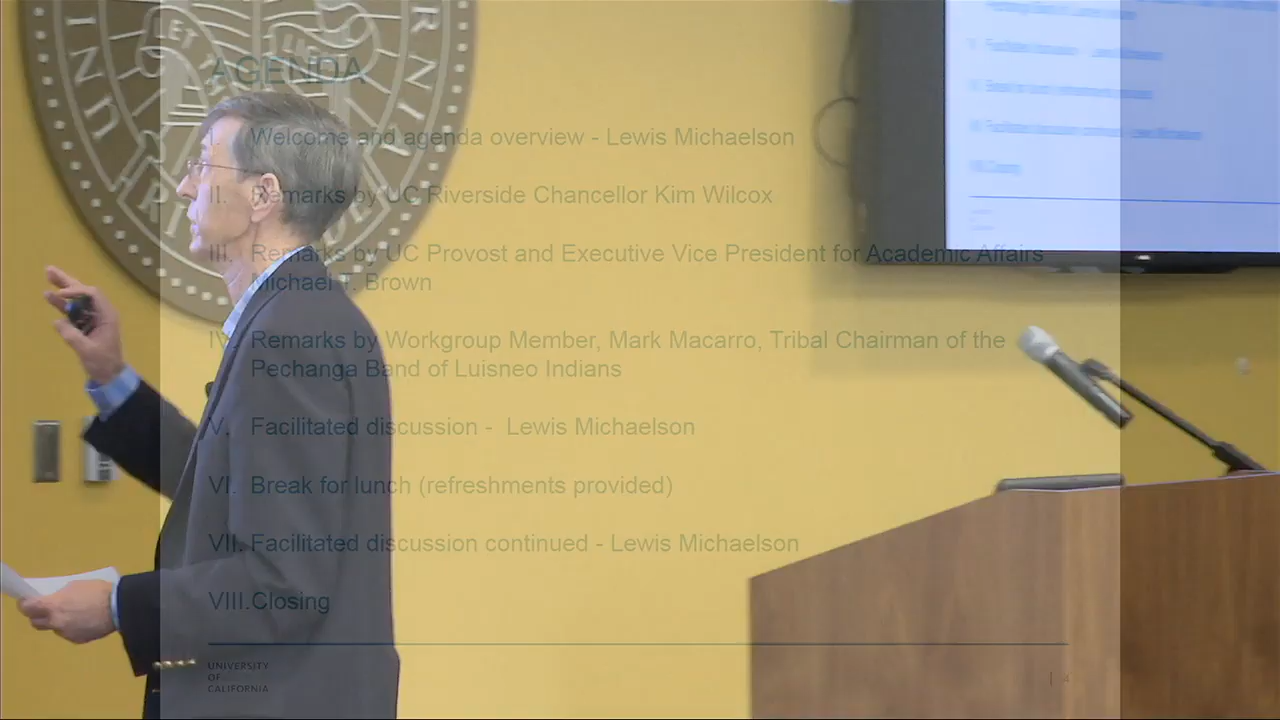 LET
LIGHT
AGENDA
I. Welcome and agenda overview - Lewis Michaelson
II. Remarks by UC Riverside Chancellor Kim Wilcox
III. Remarks by UC Provost and Executive Vice President for Academic Affairs
Michael T. Brown
IV. Remarks by Workgroup Member, Mark Macarro, Tribal Chairman of the
Pechanga Band of Luisneo Indians
V. Facilitated discussion - Lewis Michaelson
VI. Break for lunch (refreshments provided)
VII. Facilitated discussion continued - Lewis Michaelson
VIII.Closing
UNIVERSITY
OF
CALIFORNIA
| 4